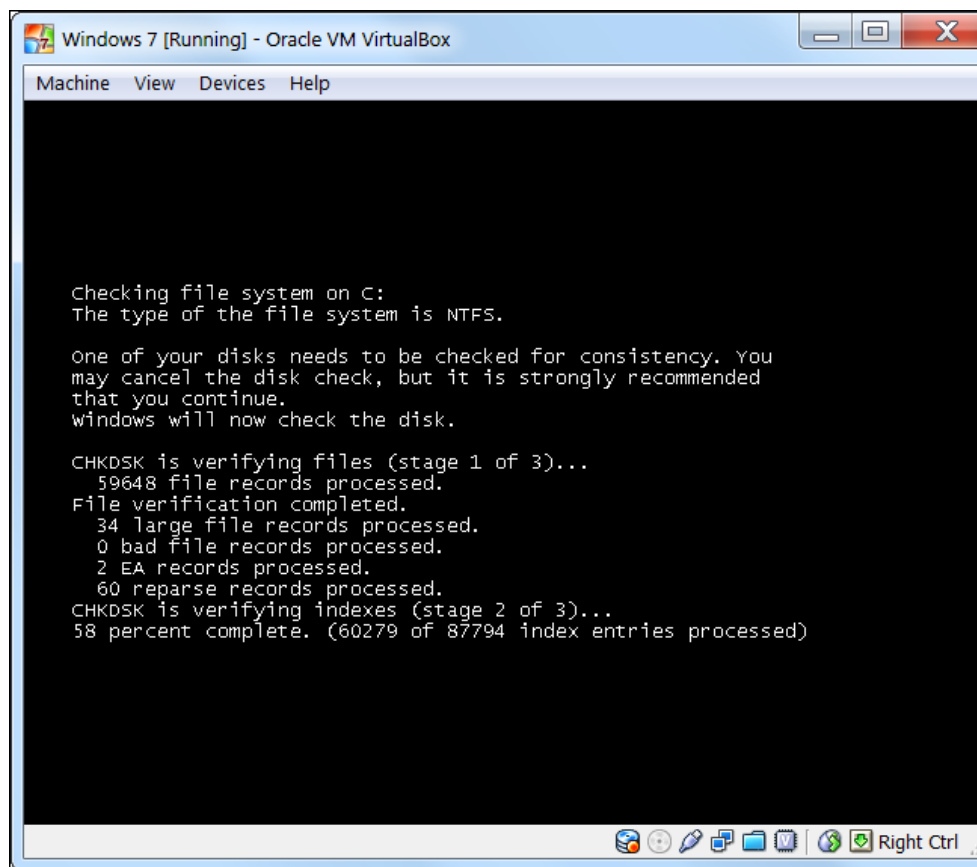 Windows 7 [Running] - Oracle VM VirtualBox
Machine View Devices Help
Checking file system on C:
The type of the file system is NTFS.
One of your disks needs to be checked for consistency. You
may cancel the disk check, but it is strongly recommended
that you continue.
Windows will now check the disk.
CHKDSK is verifying files (stage 1 of 3)...
59648 file records processed.
File verification completed.
34 large file records processed.
0 bad file records processed.
2 EA records processed.
60 reparse records processed.
CHKDSK is verifying indexes (stage 2 of 3)...
58 percent complete. (60279 of 87794 index entries processed)
Right Ctrl